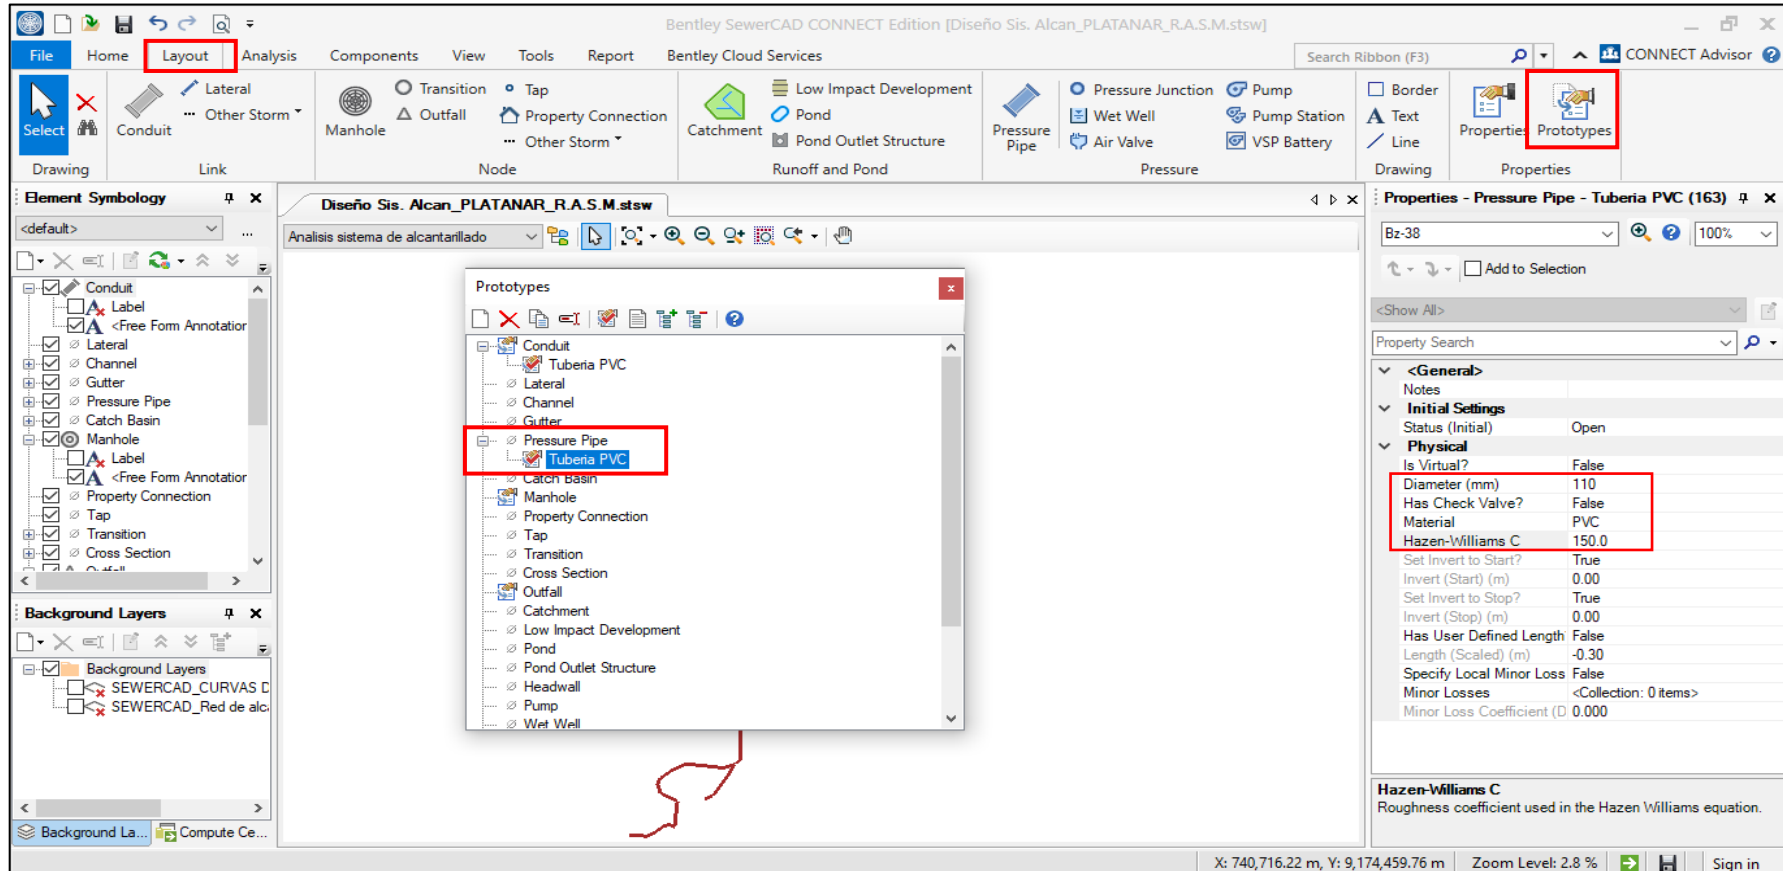 Bentley SewerCAD CONNECT Edition [Diseño Sis. Alcan_PLATANAR_R.A.S.M.stsw]
File Home Layout Analysis Components View Tools Report Bentley Cloud Services Search Ribbon (F3) CONNECT Advisor
Select
Conduit
Lateral
Other Storm
Manhole
Transition
Outfall
Tap
Property Connection
Other Storm
Catchment
Low Impact Development
Pond
Pond Outlet Structure
Pressure
Pipe
Pressure Junction
Wet Well
Air Valve
Pump
Pump Station
VSP Battery
Border
Text
Line
Properties
Prototypes
Drawing Link Node Runoff and Pond Pressure Drawing Properties
Element Symbology
<default>
...
Conduit
Label
<Free Form Annotation
Lateral
Channel
Gutter
Pressure Pipe
Catch Basin
Manhole
Label
<Free Form Annotation
Property Connection
Tap
Transition
Cross Section
Outfall
Background Layers
Background Layers
SEWERCAD_CURVAS D
SEWERCAD_Red de alc
Background La... Compute Ce...
Diseño Sis. Alcan_PLATANAR_R.A.S.M.stsw
Analisis sistema de alcantarillado
Prototypes
Conduit
Tuberia PVC
Lateral
Channel
Gutter
Pressure Pipe
Tuberia PVC
Catch Basin
Manhole
Property Connection
Tap
Transition
Cross Section
Outfall
Catchment
Low Impact Development
Pond
Pond Outlet Structure
Headwall
Pump
Wet Well
Properties - Pressure Pipe - Tuberia PVC (163)
Bz-38 100%
Add to Selection
<Show All>
Property Search
<General>
Notes
Initial Settings
Status (Initial) Open
Physical
Is Virtual? False
Diameter (mm) 110
Has Check Valve? False
Material PVC
Hazen-Williams C 150.0
Set Invert to Start? True
Invert (Start) (m) 0.00
Set Invert to Stop? True
Invert (Stop) (m) 0.00
Has User Defined Length False
Length (Scaled) (m) -0.30
Specify Local Minor Loss False
Minor Losses <Collection: 0 items>
Minor Loss Coefficient (D 0.000
Hazen-Williams C
Roughness coefficient used in the Hazen Williams equation.
X: 740,716.22 m, Y: 9,174,459.76 m Zoom Level: 2.8 % Sign in